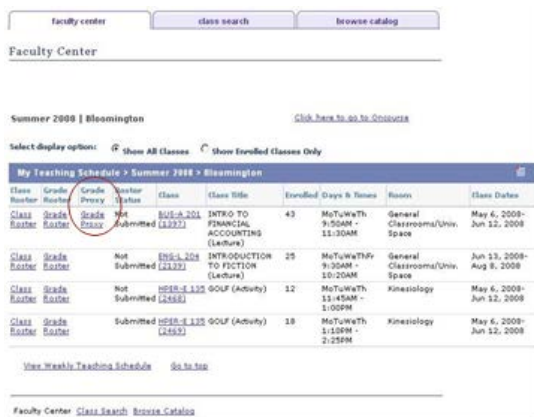 faculty center
class search
browse catalog
Faculty Center
Summer 2008 | Bloomington
Click here to go to Oncourse
Select display option: Show All Classes Show Enrolled Classes Only
My Teaching Schedule > Summer 2008 > Bloomington
Class Roster Grade Roster Grade Proxy Roster Status Class Class Title Enrolled Days & Times Room Class Dates
Class Roster Grade Roster Grade Proxy Not Submitted BUS-A 201 (1397) INTRO TO FINANCIAL ACCOUNTING (Lecture) 43 MoTuWeTh 9:50AM - 11:30AM General Classrooms/Univ. Space May 6, 2008- Jun 12, 2008
Class Roster Grade Roster Not Submitted ENG-L 204 (2139) INTRODUCTION TO FICTION (Lecture) 25 MoTuWeThFr 9:30AM - 10:20AM General Classrooms/Univ. Space Jun 13, 2008- Aug 8, 2008
Class Roster Grade Roster Not Submitted HPER-E 135 (2468) GOLF (Activity) 12 MoTuWeTh 11:45AM - 1:00PM Kinesiology May 6, 2008- Jun 12, 2008
Class Roster Grade Roster Submitted HPER-E 135 (2469) GOLF (Activity) 18 MoTuWeTh 1:10PM - 2:25PM Kinesiology May 6, 2008- Jun 12, 2008
View Weekly Teaching Schedule Go to top
Faculty Center Class Search Browse Catalog